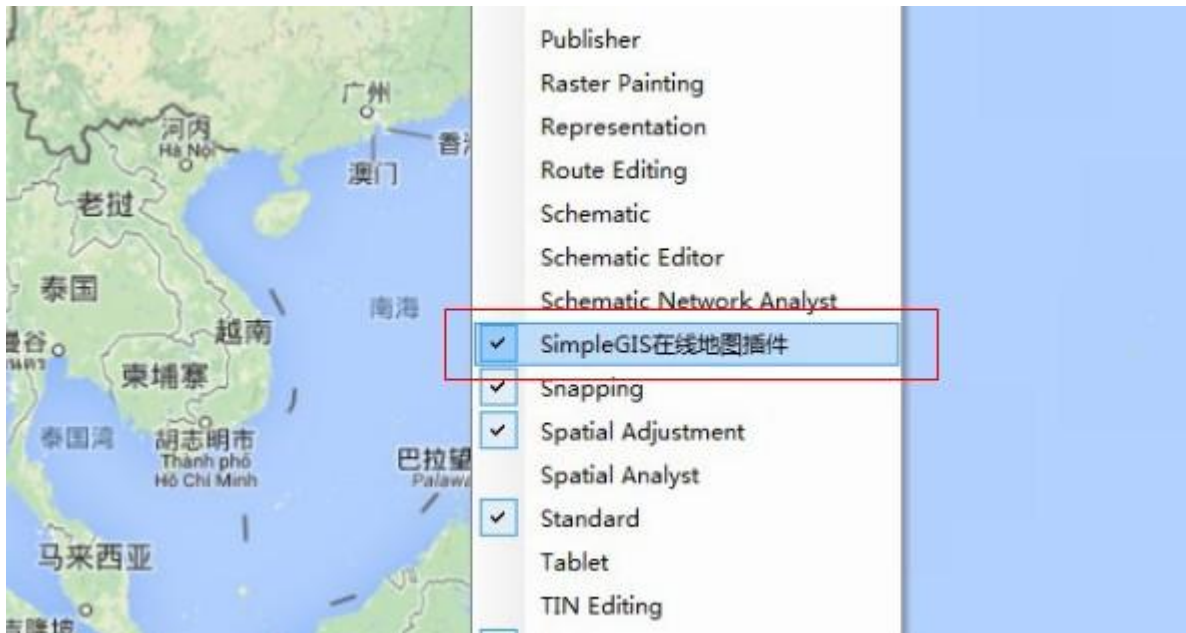 广州
河内
Hà Nội
澳门
老挝
泰国
南海
越南
柬埔寨
泰国湾
胡志明市
Thành phố
Hồ Chí Minh
巴拉望
Palaw
马来西亚
Publisher
Raster Painting
Representation
Route Editing
Schematic
Schematic Editor
Schematic Network Analyst
SimpleGIS在线地图插件
Snapping
Spatial Adjustment
Spatial Analyst
Standard
Tablet
TIN Editing